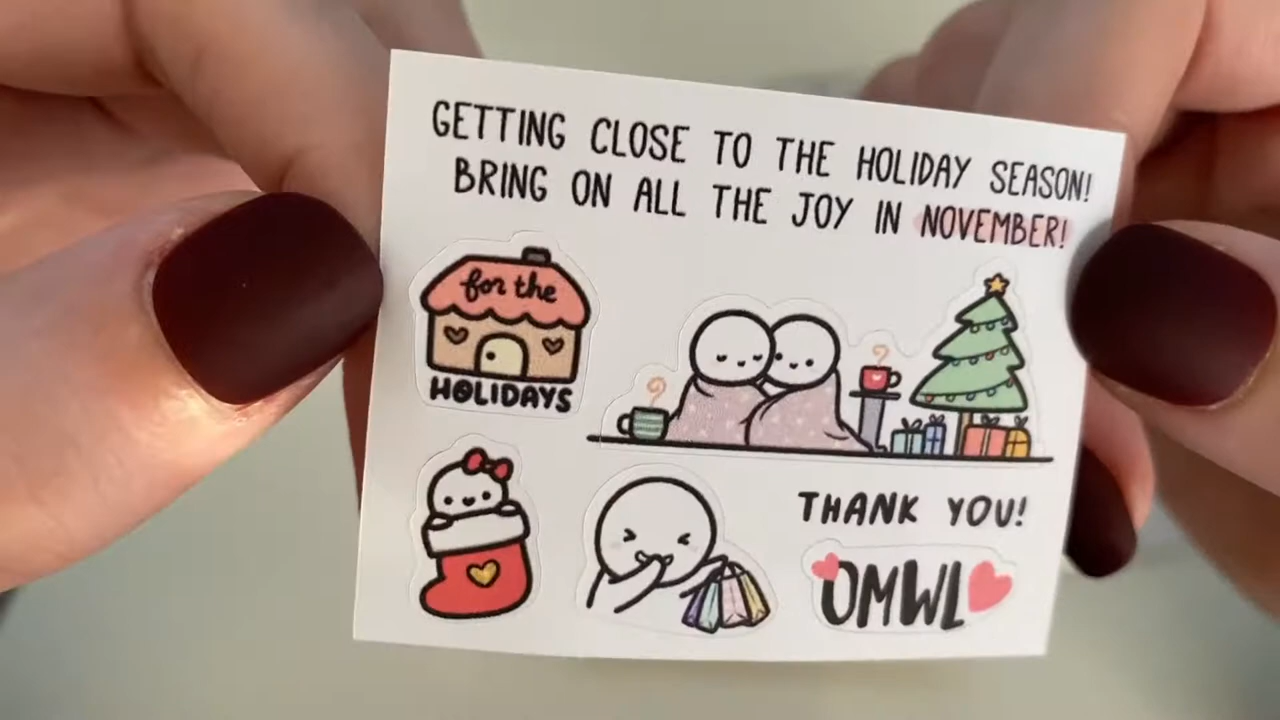 GETTING CLOSE TO THE HOLIDAY SEASON!
BRING ON ALL THE JOY IN NOVEMBER!
for the
HOLIDAYS
THANK YOU!
OMWL